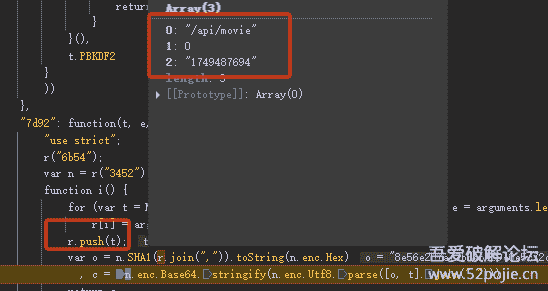 return
}
}(),
t.PBKDF2
}
))
},
"7d92": function(t, e,
"use strict";
r("6b54");
var n = r("3452")
function i() {
for (var t =
e = arguments.le
r[i] = ar
r.push(t);
var o = n.SHA1(r.join(",")).toString(n.enc.Hex)
o = "8e56e2
, c = n.enc.Base64.stringify(n.enc.Utf8.parse([o, t].
Array(3)
0: "/api/movie"
1: 0
2: "1749487694"
length: 3
[[Prototype]]: Array(0)
吾爱破解论坛
www.52pojie.cn